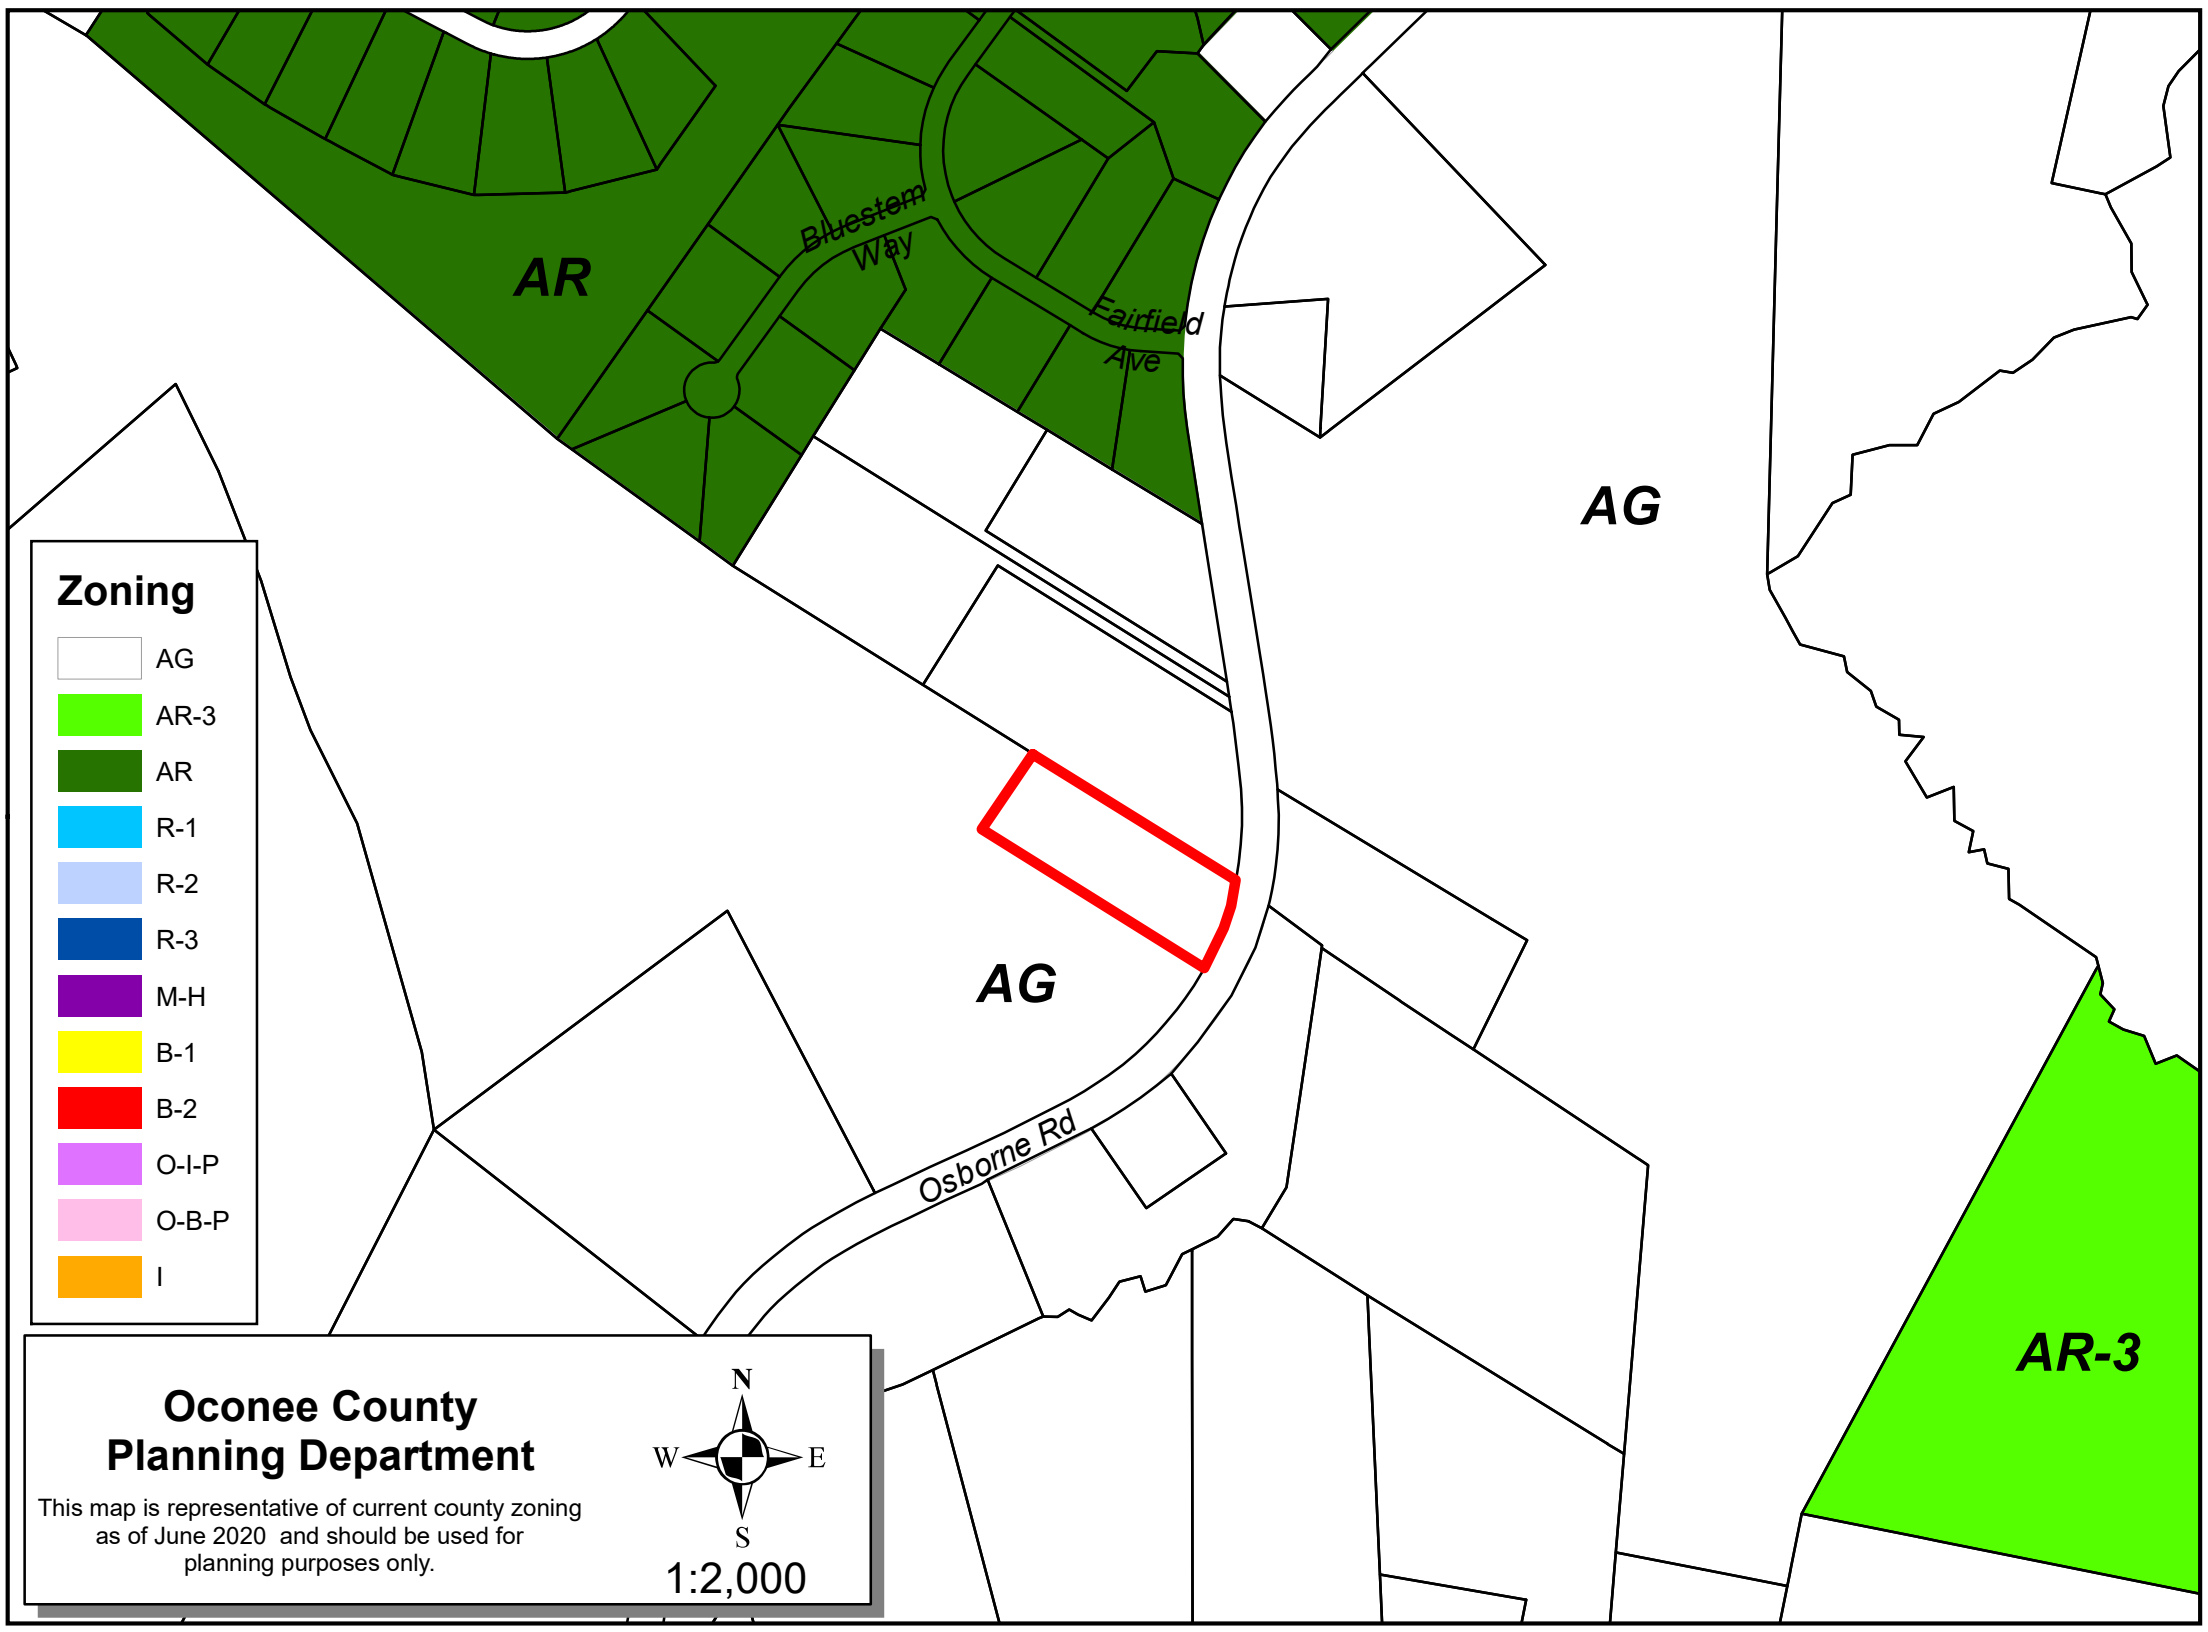 Bluestem
Way
AR
Fairfield
Ave
AG
Zoning
AG
AR-3
AR
R-1
R-2
R-3
M-H
B-1
B-2
O-I-P
O-B-P
I
AG
Osborne Rd
AR-3
Oconee County
Planning Department
This map is representative of current county zoning
as of June 2020 and should be used for
planning purposes only.
N
W E
S
1:2,000